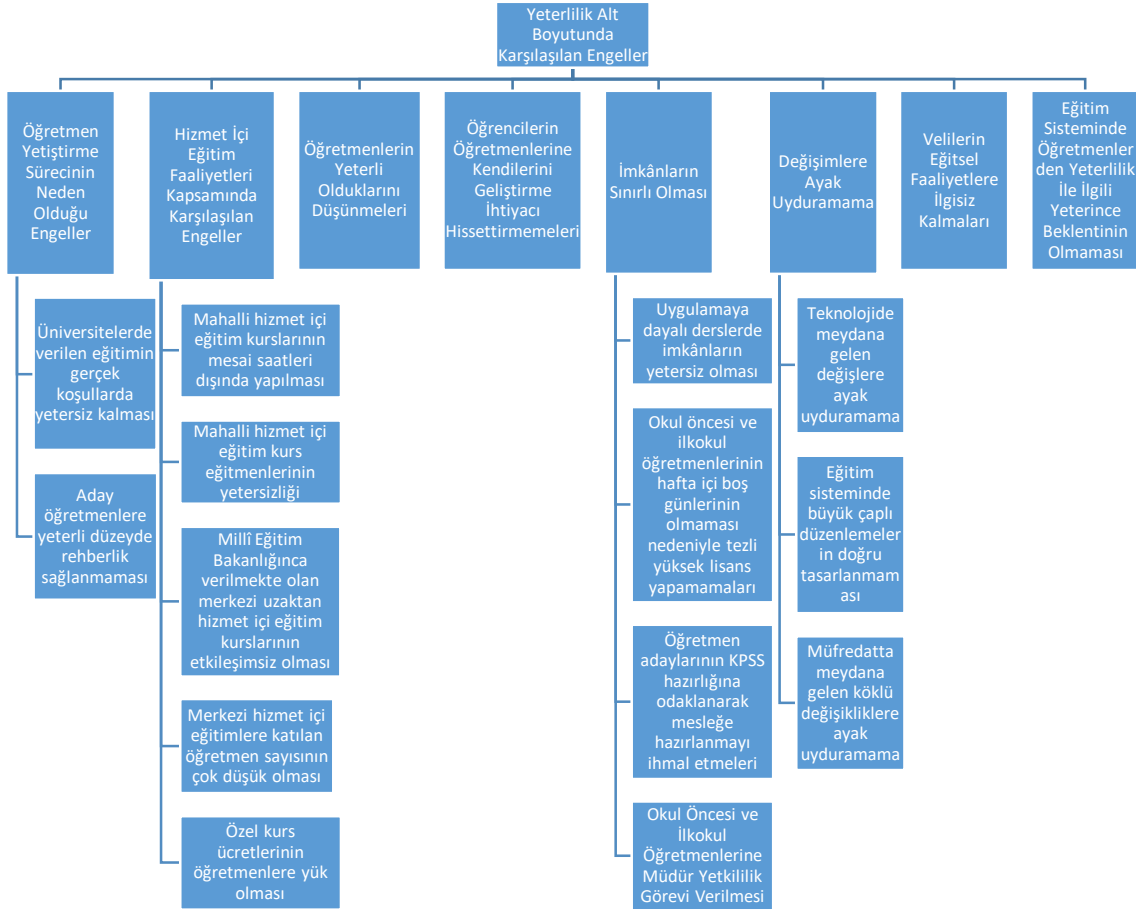 Yeterlilik Alt
Boyutunda
Karşılaşılan Engeller
Öğretmen
Yetiştirme
Sürecinin
Neden
Olduğu
Engeller
Üniversitelerde
verilen eğitimin
gerçek
koşullarda
yetersiz kalması
Aday
öğretmenlere
yeterli düzeyde
rehberlik
sağlanmaması
Hizmet İçi
Eğitim
Faaliyetleri
Kapsamında
Karşılaşılan
Engeller
Mahalli hizmet içi
eğitim kurslarının
mesai saatleri
dışında yapılması
Mahalli hizmet içi
eğitim kurs
eğitmenlerinin
yetersizliği
Millî Eğitim
Bakanlığınca
verilmekte olan
merkezi uzaktan
hizmet içi eğitim
kurslarının
etkileşimsiz olması
Merkezi hizmet içi
eğitimlere katılan
öğretmen sayısının
çok düşük olması
Özel kurs
ücretlerinin
öğretmenlere yük
olması
Öğretmenlerin
Yeterli
Olduklarını
Düşünmeleri
Öğrencilerin
Öğretmenlerine
Kendilerini
Geliştirme
İhtiyacı
Hissettirmemeleri
İmkânların
Sınırlı Olması
Uygulamaya
dayalı derslerde
imkânların
yetersiz olması
Okul öncesi ve
ilkokul
öğretmenlerinin
hafta içi boş
günlerinin
olmaması
nedeniyle tezli
yüksek lisans
yapamamaları
Öğretmen
adaylarının KPSS
hazırlığına
odaklanarak
mesleğe
hazırlanmayı
ihmal etmeleri
Okul Öncesi ve
İlkokul
Öğretmenlerine
Müdür Yetkililik
Görevi Verilmesi
Değişimlere
Ayak
Uyduramama
Teknolojide
meydana
gelen
değişlere
ayak
uyduramama
Eğitim
sisteminde
büyük çaplı
düzenlemeler
in doğru
tasarlanmam
ası
Müfredatta
meydana
gelen köklü
değişikliklere
ayak
uyduramama
Velilerin
Eğitsel
Faaliyetlere
İlgisiz
Kalmaları
Eğitim
Sisteminde
Öğretmenler
den Yeterlilik
İle İlgili
Yeterince
Beklentinin
Olmaması